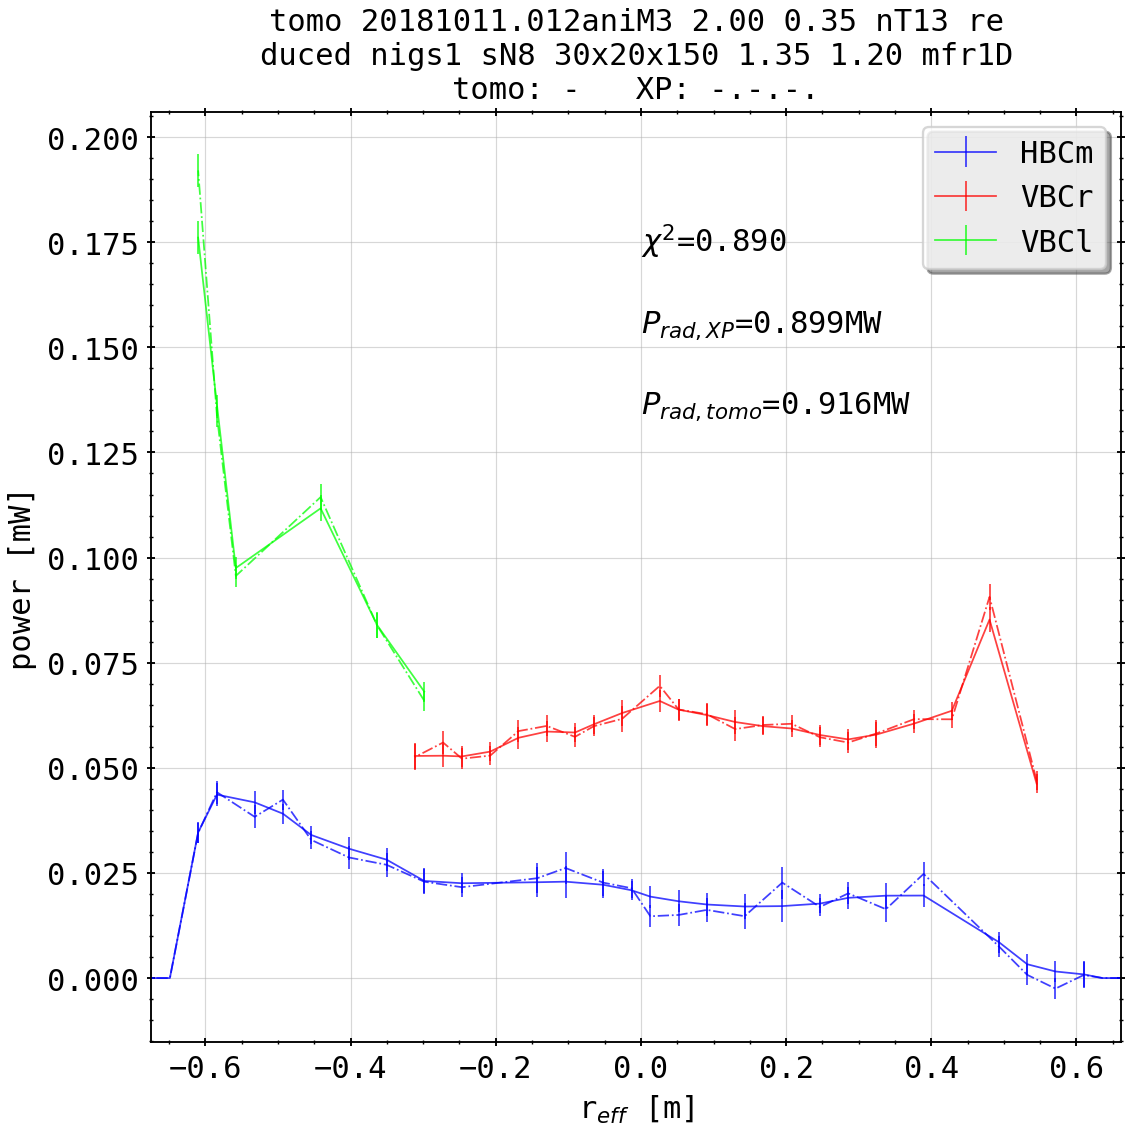 tomo 20181011.012aniM3 2.00 0.35 nT13 re
duced nigs1 sN8 30x20x150 1.35 1.20 mfr1D
tomo: -   XP: -.-.-.
HBCm
VBCr
VBCl
χ²=0.890
P_rad,XP=0.899MW
P_rad,tomo=0.916MW
0.200
0.175
0.150
0.125
0.100
0.075
0.050
0.025
0.000
power [mW]
−0.6 −0.4 −0.2 0.0 0.2 0.4 0.6
r_eff [m]